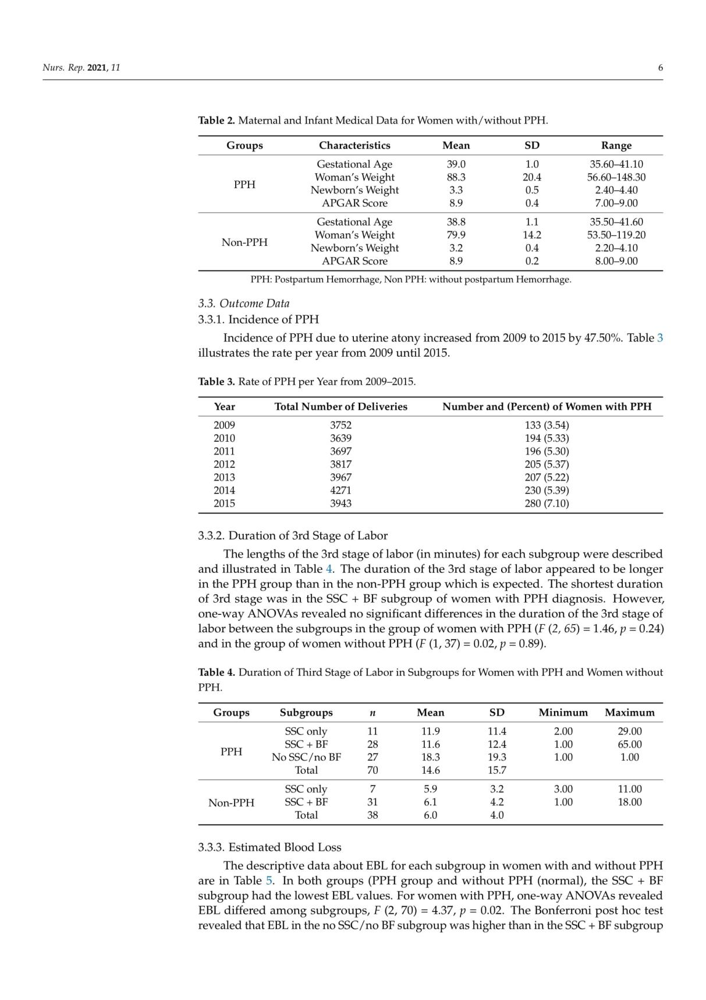 Nurs. Rep. 2021, 11 6
Table 2. Maternal and Infant Medical Data for Women with/without PPH.
Groups Characteristics Mean SD Range
PPH
Gestational Age 39.0 1.0 35.60–41.10
Woman's Weight 88.3 20.4 56.60–148.30
Newborn's Weight 3.3 0.5 2.40–4.40
APGAR Score 8.9 0.4 7.00–9.00
Non-PPH
Gestational Age 38.8 1.1 35.50–41.60
Woman's Weight 79.9 14.2 53.50–119.20
Newborn's Weight 3.2 0.4 2.20–4.10
APGAR Score 8.9 0.2 8.00–9.00
PPH: Postpartum Hemorrhage, Non PPH: without postpartum Hemorrhage.
3.3. Outcome Data
3.3.1. Incidence of PPH
Incidence of PPH due to uterine atony increased from 2009 to 2015 by 47.50%. Table 3
illustrates the rate per year from 2009 until 2015.
Table 3. Rate of PPH per Year from 2009–2015.
Year Total Number of Deliveries Number and (Percent) of Women with PPH
2009 3752 133 (3.54)
2010 3639 194 (5.33)
2011 3697 196 (5.30)
2012 3817 205 (5.37)
2013 3967 207 (5.22)
2014 4271 230 (5.39)
2015 3943 280 (7.10)
3.3.2. Duration of 3rd Stage of Labor
The lengths of the 3rd stage of labor (in minutes) for each subgroup were described
and illustrated in Table 4. The duration of the 3rd stage of labor appeared to be longer
in the PPH group than in the non-PPH group which is expected. The shortest duration
of 3rd stage was in the SSC + BF subgroup of women with PPH diagnosis. However,
one-way ANOVAs revealed no significant differences in the duration of the 3rd stage of
labor between the subgroups in the group of women with PPH (F (2, 65) = 1.46, p = 0.24)
and in the group of women without PPH (F (1, 37) = 0.02, p = 0.89).
Table 4. Duration of Third Stage of Labor in Subgroups for Women with PPH and Women without
PPH.
Groups Subgroups n Mean SD Minimum Maximum
PPH
SSC only 11 11.9 11.4 2.00 29.00
SSC + BF 28 11.6 12.4 1.00 65.00
No SSC/no BF 27 18.3 19.3 1.00 1.00
Total 70 14.6 15.7
Non-PPH
SSC only 7 5.9 3.2 3.00 11.00
SSC + BF 31 6.1 4.2 1.00 18.00
Total 38 6.0 4.0
3.3.3. Estimated Blood Loss
The descriptive data about EBL for each subgroup in women with and without PPH
are in Table 5. In both groups (PPH group and without PPH (normal), the SSC + BF
subgroup had the lowest EBL values. For women with PPH, one-way ANOVAs revealed
EBL differed among subgroups, F (2, 70) = 4.37, p = 0.02. The Bonferroni post hoc test
revealed that EBL in the no SSC/no BF subgroup was higher than in the SSC + BF subgroup